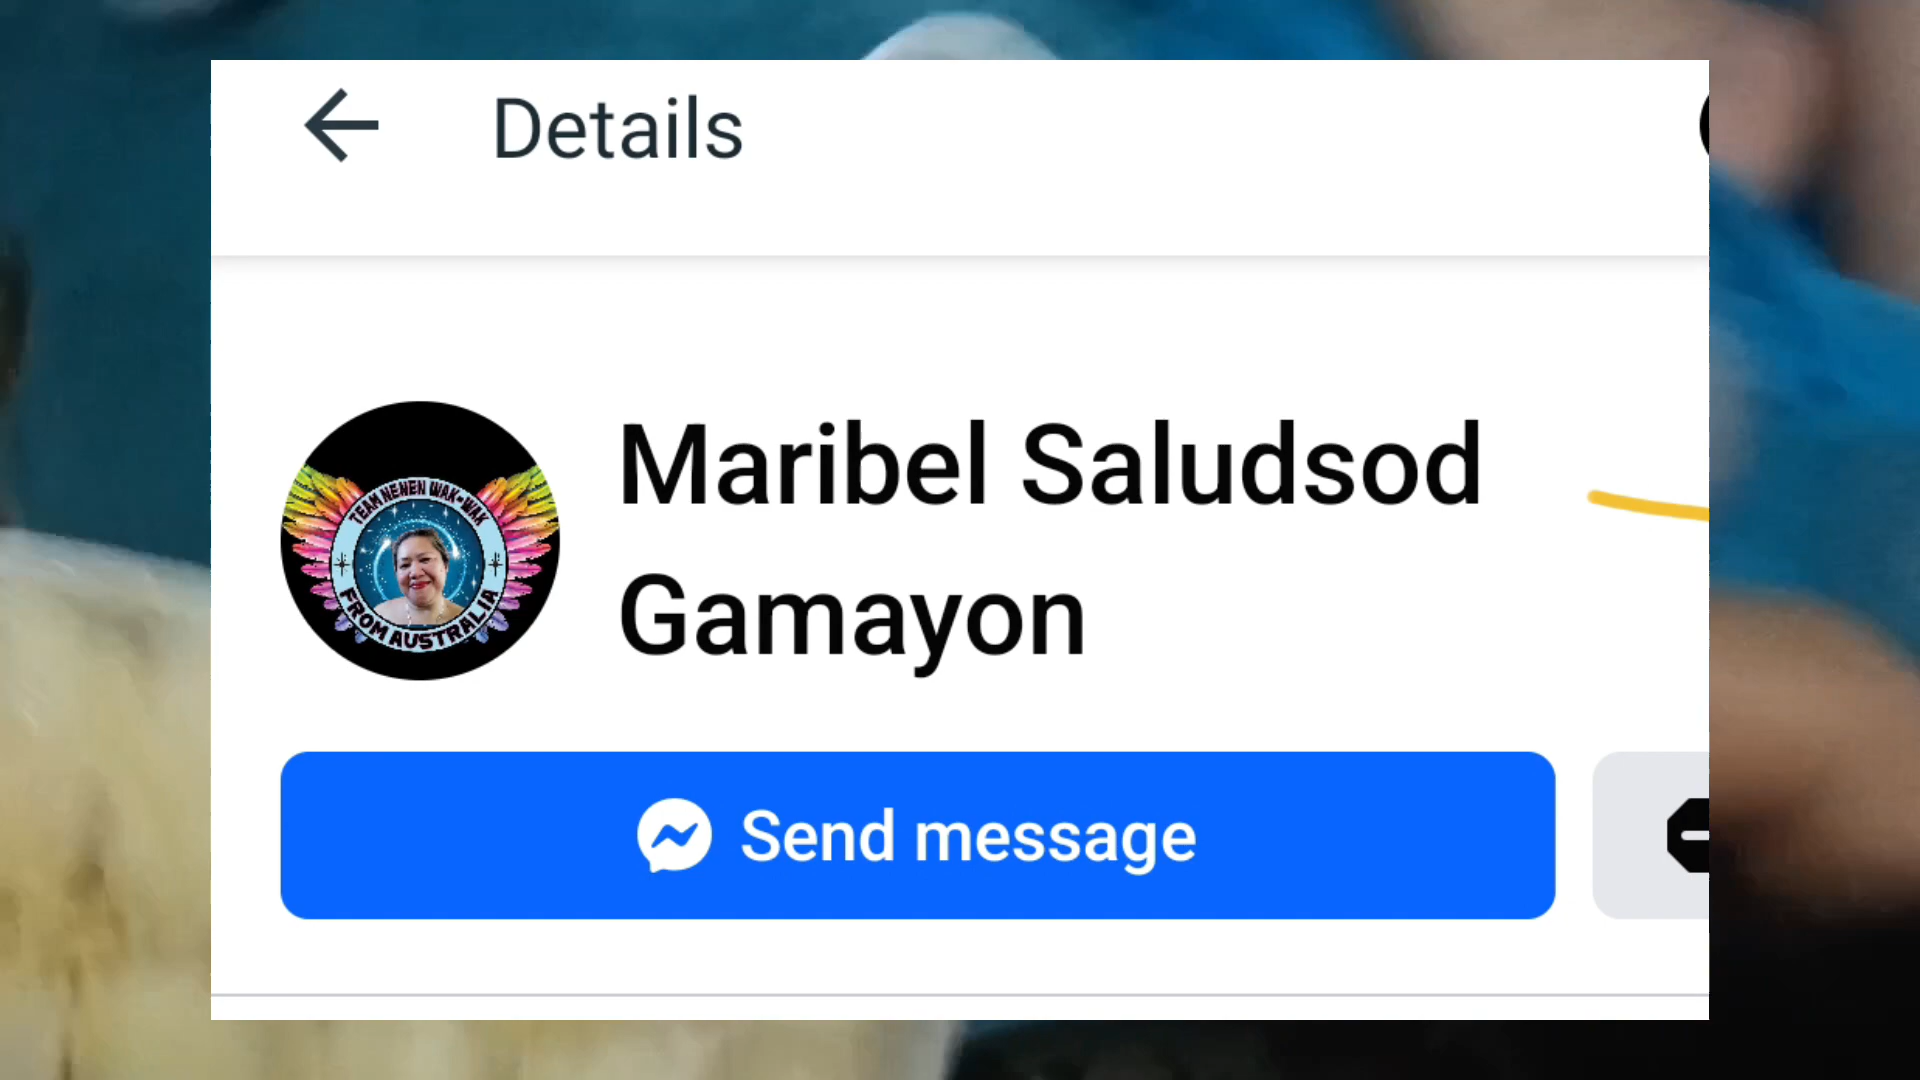 Details
Maribel Saludsod
Gamayon
TEAM NENEN WAK-WAK
FROM AUSTRALIA
Send message